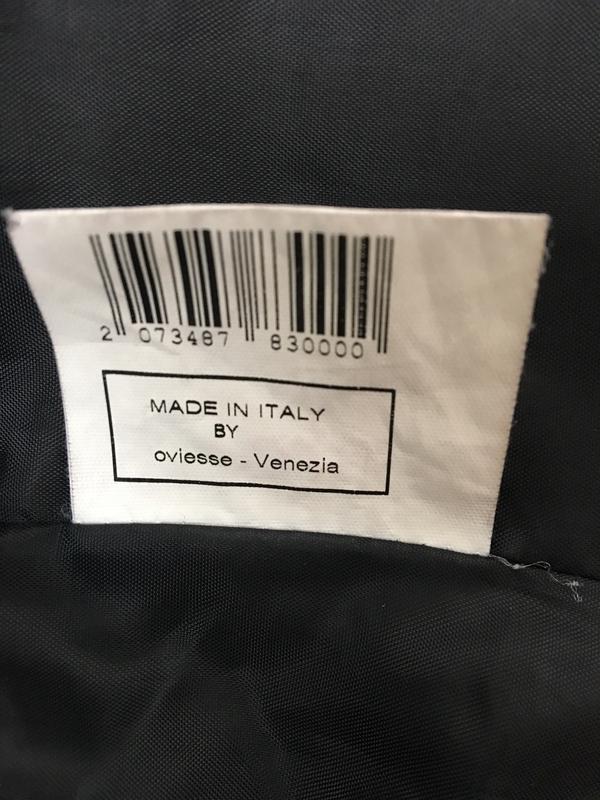 2 073487 830000
MADE IN ITALY
BY
oviesse - Venezia